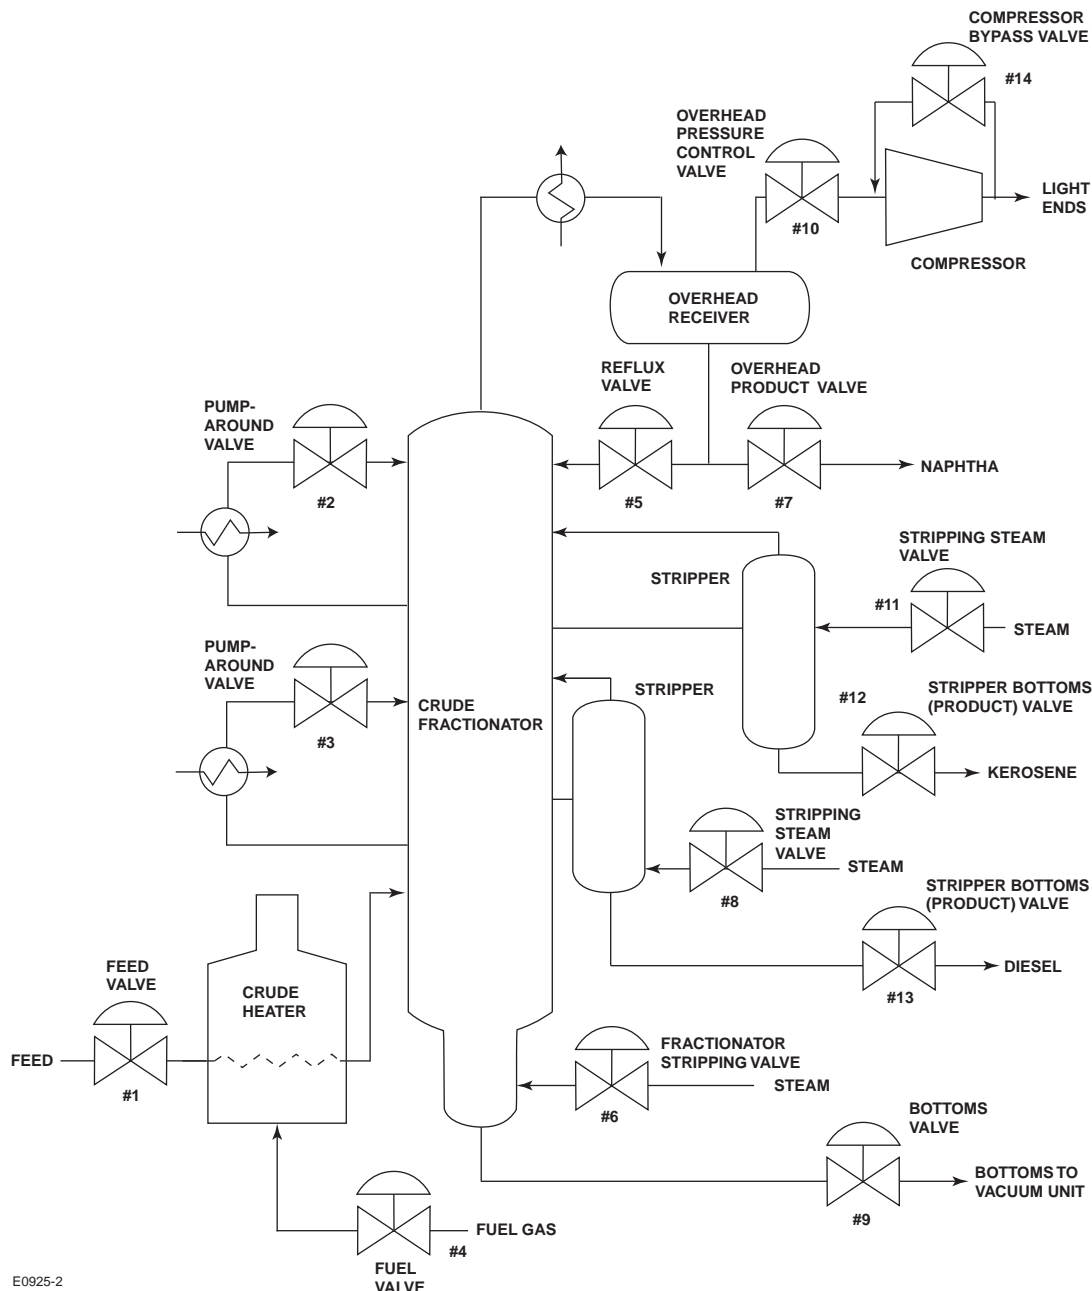 COMPRESSOR
BYPASS VALVE
#14
OVERHEAD
PRESSURE
CONTROL
VALVE
#10
LIGHT
ENDS
COMPRESSOR
OVERHEAD
RECEIVER
REFLUX
VALVE
OVERHEAD
PRODUCT VALVE
PUMP-
AROUND
VALVE
#2
#5
#7
NAPHTHA
STRIPPING STEAM
VALVE
STRIPPER
#11
STEAM
PUMP-
AROUND
VALVE
#3
CRUDE
FRACTIONATOR
STRIPPER
#12
STRIPPER BOTTOMS
(PRODUCT) VALVE
KEROSENE
STRIPPING
STEAM
VALVE
STEAM
#8
STRIPPER BOTTOMS
(PRODUCT) VALVE
DIESEL
#13
FEED
VALVE
CRUDE
HEATER
FEED
#1
FRACTIONATOR
STRIPPING VALVE
STEAM
#6
BOTTOMS
VALVE
BOTTOMS TO
VACUUM UNIT
#9
FUEL GAS
#4
FUEL
VALVE
E0925-2